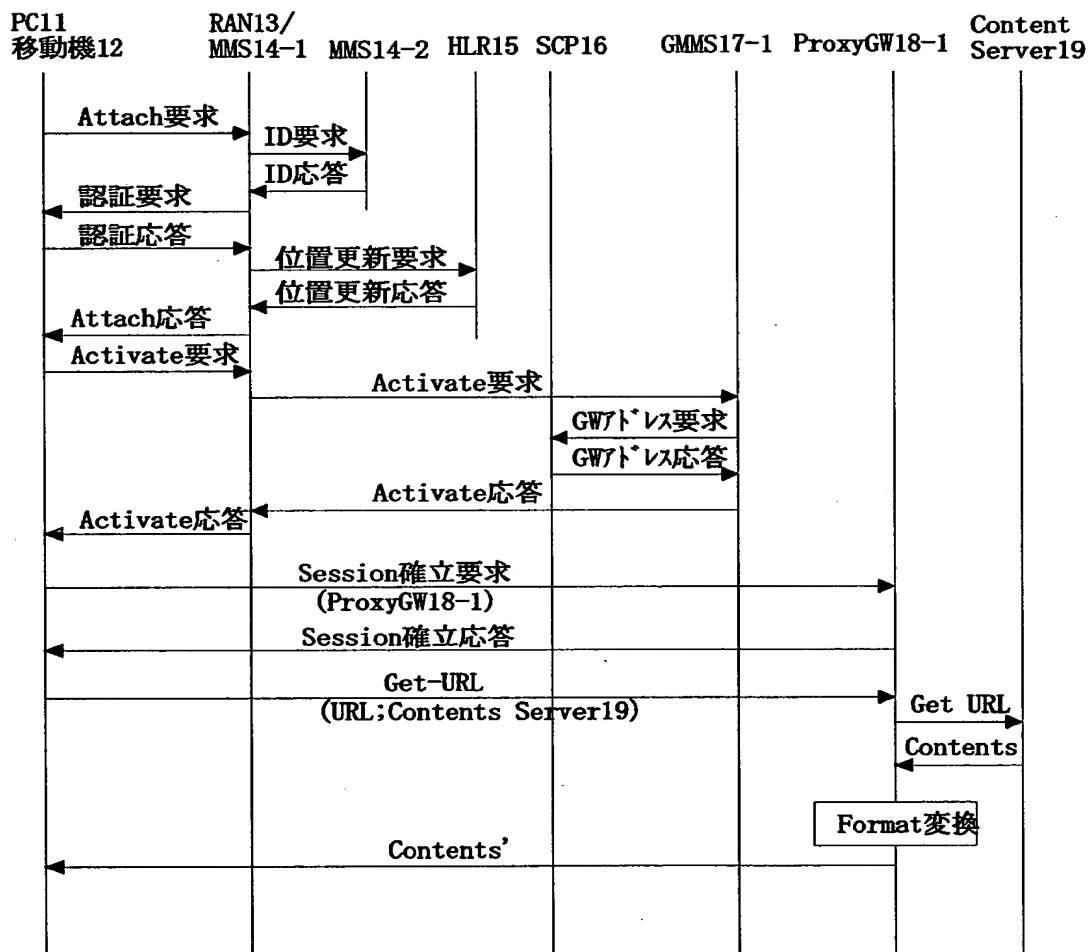 PC11
移動機12
RAN13/
MMS14-1
MMS14-2
HLR15
SCP16
GMMS17-1
ProxyGW18-1
Content
Server19
Attach要求
ID要求
ID応答
認証要求
認証応答
位置更新要求
位置更新応答
Attach応答
Activate要求
Activate要求
GWｱﾄﾞﾚｽ要求
GWｱﾄﾞﾚｽ応答
Activate応答
Activate応答
Session確立要求
(ProxyGW18-1)
Session確立応答
Get-URL
(URL;Contents Server19)
Get URL
Contents
Format変換
Contents'